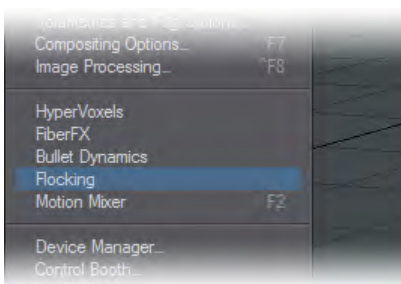 Compositing Options... F7
Image Processing... ^F8
HyperVoxels
FiberFX
Bullet Dynamics
Flocking
Motion Mixer F2
Device Manager...
Control Booth...